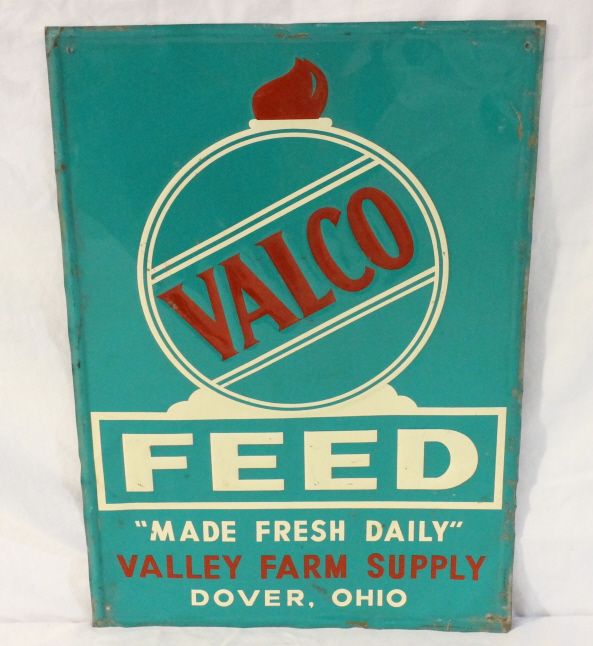 VALCO
FEED
"MADE FRESH DAILY"
VALLEY FARM SUPPLY
DOVER, OHIO